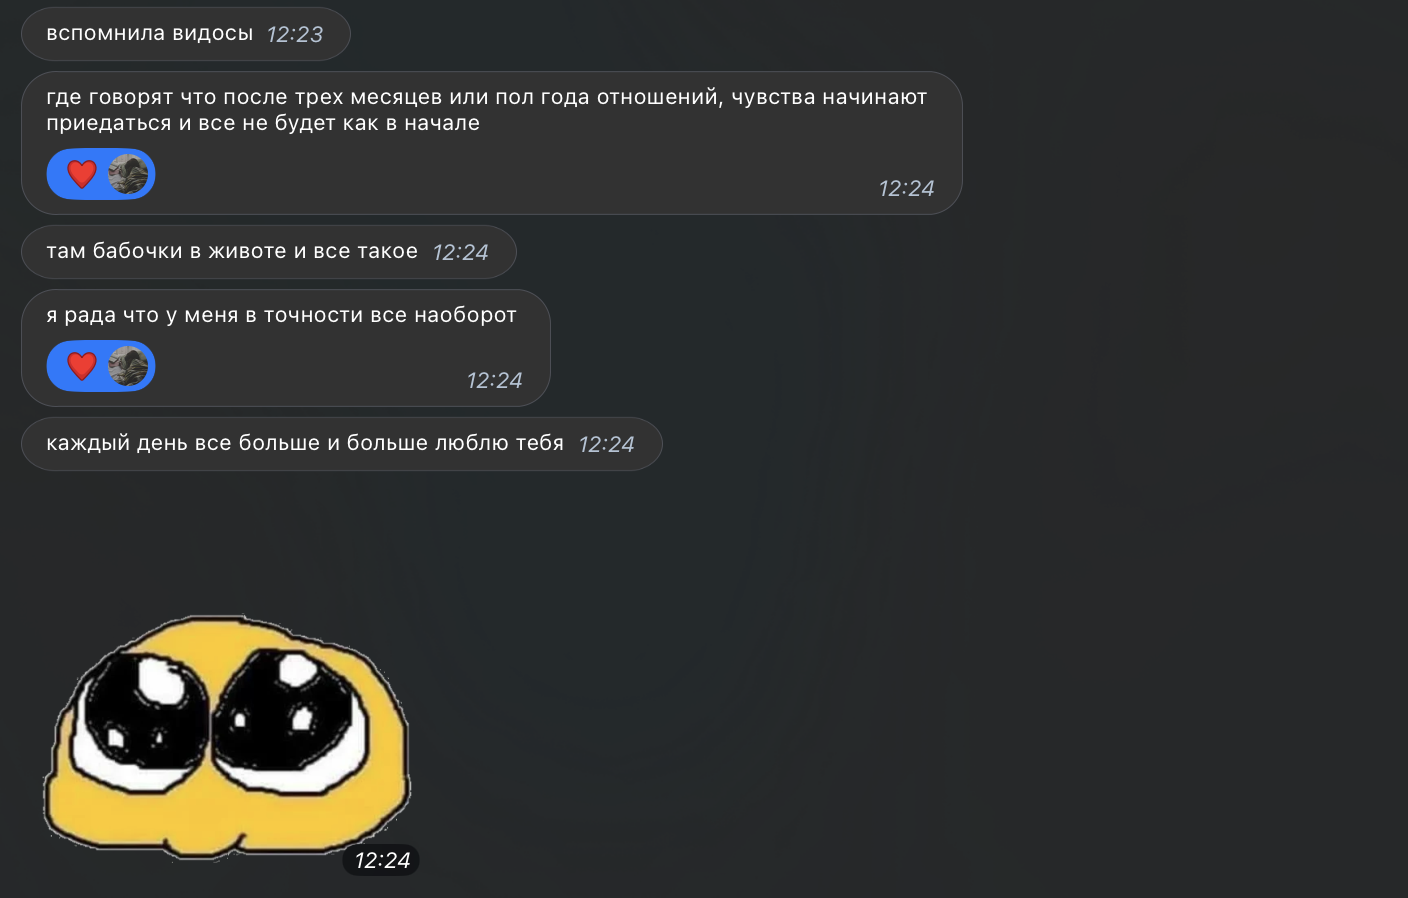 вспомнила видосы 12:23
где говорят что после трех месяцев или пол года отношений, чувства начинают
приедаться и все не будет как в начале
12:24
там бабочки в животе и все такое 12:24
я рада что у меня в точности все наоборот
12:24
каждый день все больше и больше люблю тебя 12:24
12:24